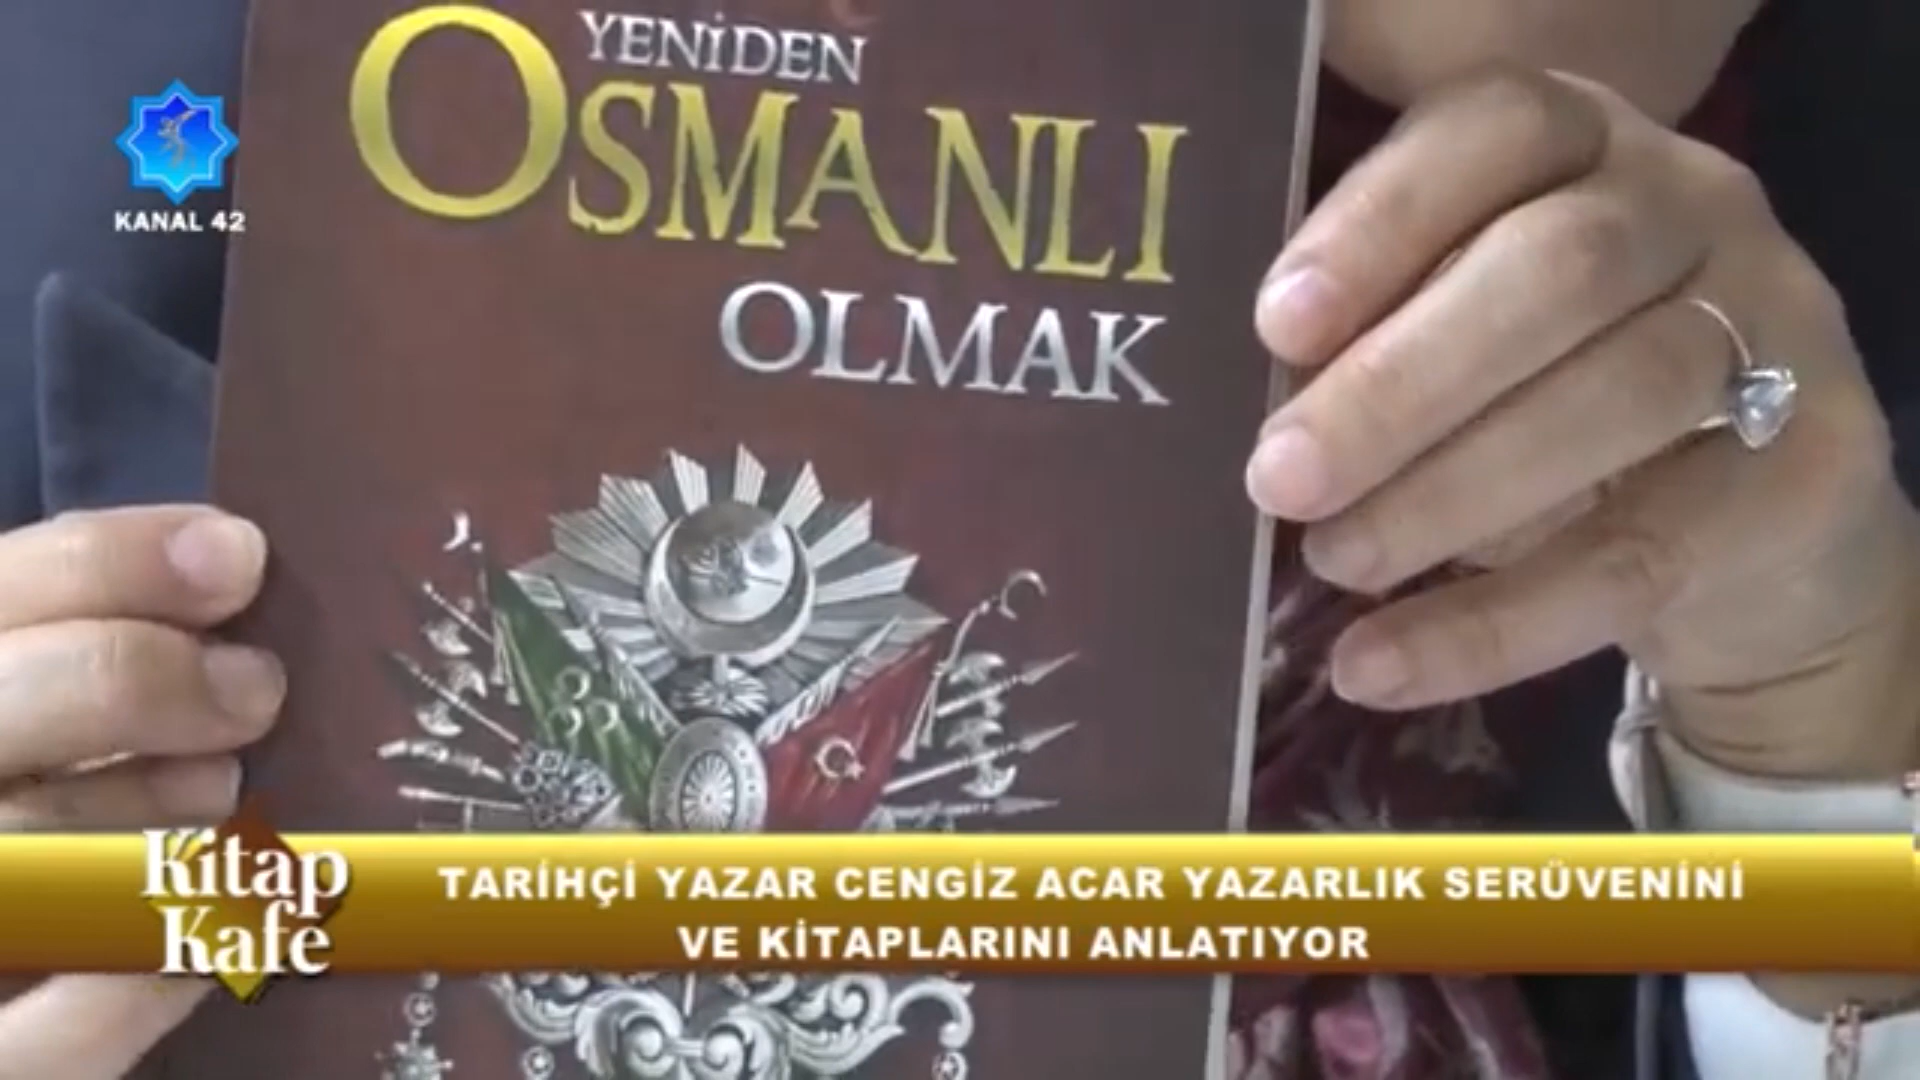 YENİDEN
OSMANLI
OLMAK
KANAL 42
Kitap
Kafe
TARİHÇİ YAZAR CENGİZ ACAR YAZARLIK SERÜVENİNİ
VE KİTAPLARINI ANLATIYOR